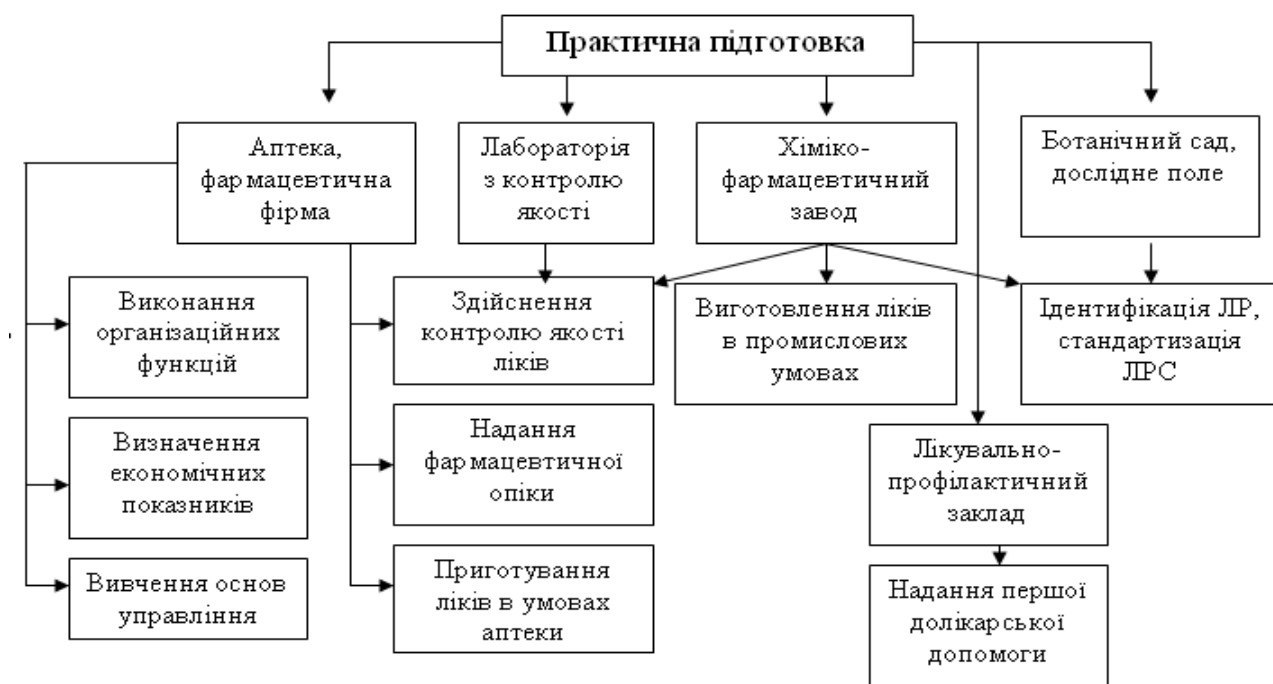 Практична підготовка
Аптека,
фармацевтична
фірма
Лабораторія
з контролю
якості
Хіміко-
фармацевтичний
завод
Ботанічний сад,
дослідне поле
Виконання
організаційних
функцій
Здійснення
контролю якості
ліків
Виготовлення ліків
в промислових
умовах
Ідентифікація ЛР,
стандартизація
ЛРС
Визначення
економічних
показників
Надання
фармацевтичної
опіки
Лікувально-
профілактичний
заклад
Вивчення основ
управління
Приготування
ліків в умовах
аптеки
Надання першої
долікарської
допомоги